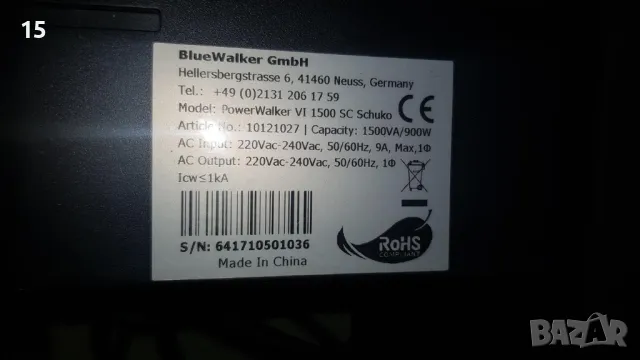 15
BlueWalker GmbH
Hellersbergstrasse 6, 41460 Neuss, Germany
Tel.: +49 (0)2131 206 17 59
Model: PowerWalker VI 1500 SC Schuko
CE
Article No.: 10121027 | Capacity: 1500VA/900W
AC Input: 220Vac-240Vac, 50/60Hz, 9A, Max,1Φ
AC Output: 220Vac-240Vac, 50/60Hz, 1Φ
Icw≤1kA
S/N: 641710501036
Made In China
RoHS
COMPLIANT
BAZAR